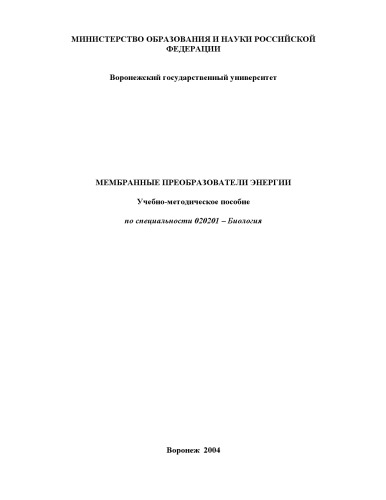 МИНИСТЕРСТВО ОБРАЗОВАНИЯ И НАУКИ РОССИЙСКОЙ
ФЕДЕРАЦИИ
Воронежский государственный университет
МЕМБРАННЫЕ ПРЕОБРАЗОВАТЕЛИ ЭНЕРГИИ
Учебно-методическое пособие
по специальности 020201 – Биология
Воронеж 2004